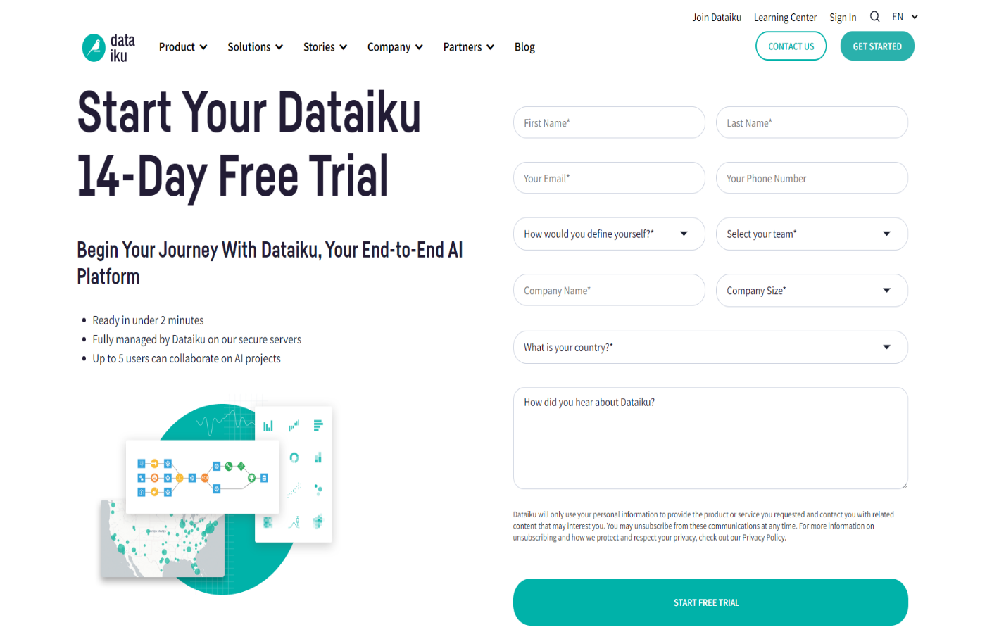 Join Dataiku Learning Center Sign In EN
data
iku
Product Solutions Stories Company Partners Blog CONTACT US GET STARTED
Start Your Dataiku
14-Day Free Trial
Begin Your Journey With Dataiku, Your End-to-End AI
Platform
Ready in under 2 minutes
Fully managed by Dataiku on our secure servers
Up to 5 users can collaborate on AI projects
UNITED STATES
First Name* Last Name*
Your Email* Your Phone Number
How would you define yourself?* Select your team*
Company Name* Company Size*
What is your country?*
How did you hear about Dataiku?
Dataiku will only use your personal information to provide the product or service you requested and contact you with related
content that may interest you. You may unsubscribe from these communications at any time. For more information on
unsubscribing and how we protect and respect your privacy, check out our Privacy Policy.
START FREE TRIAL